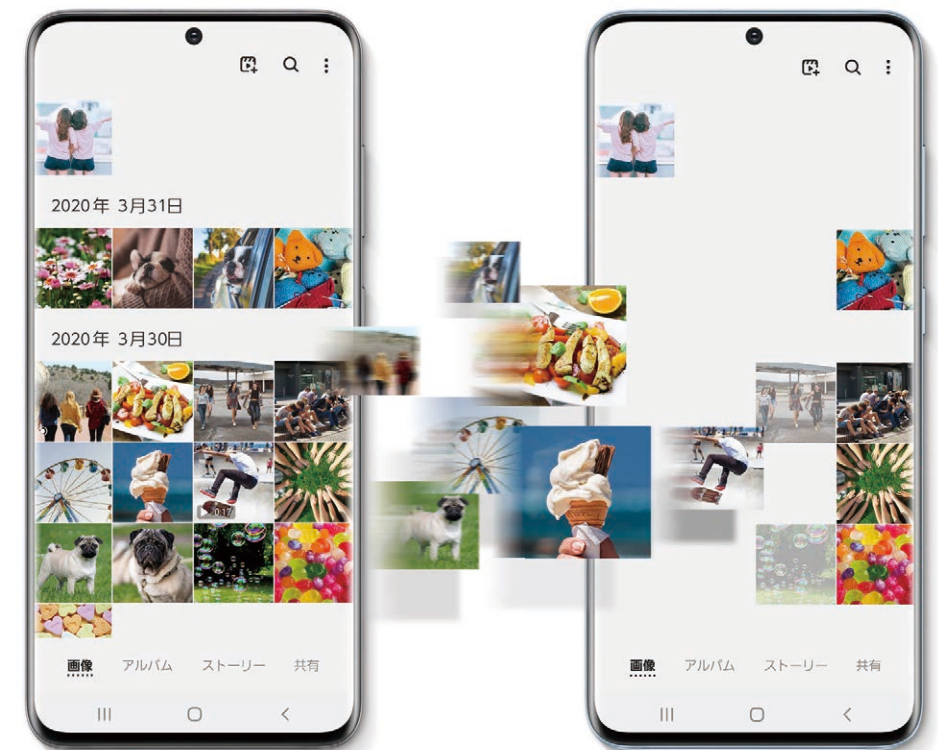 2020年 3月31日
2020年 3月30日
0:17
画像 アルバム ストーリー 共有
画像 アルバム ストーリー 共有